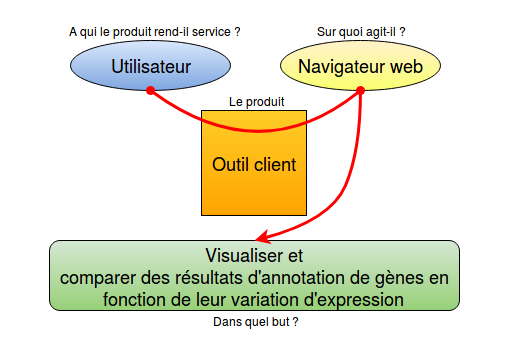 A qui le produit rend-il service ?
Sur quoi agit-il ?
Utilisateur
Navigateur web
Le produit
Outil client
Visualiser et
comparer des résultats d'annotation de gènes en
fonction de leur variation d'expression
Dans quel but ?